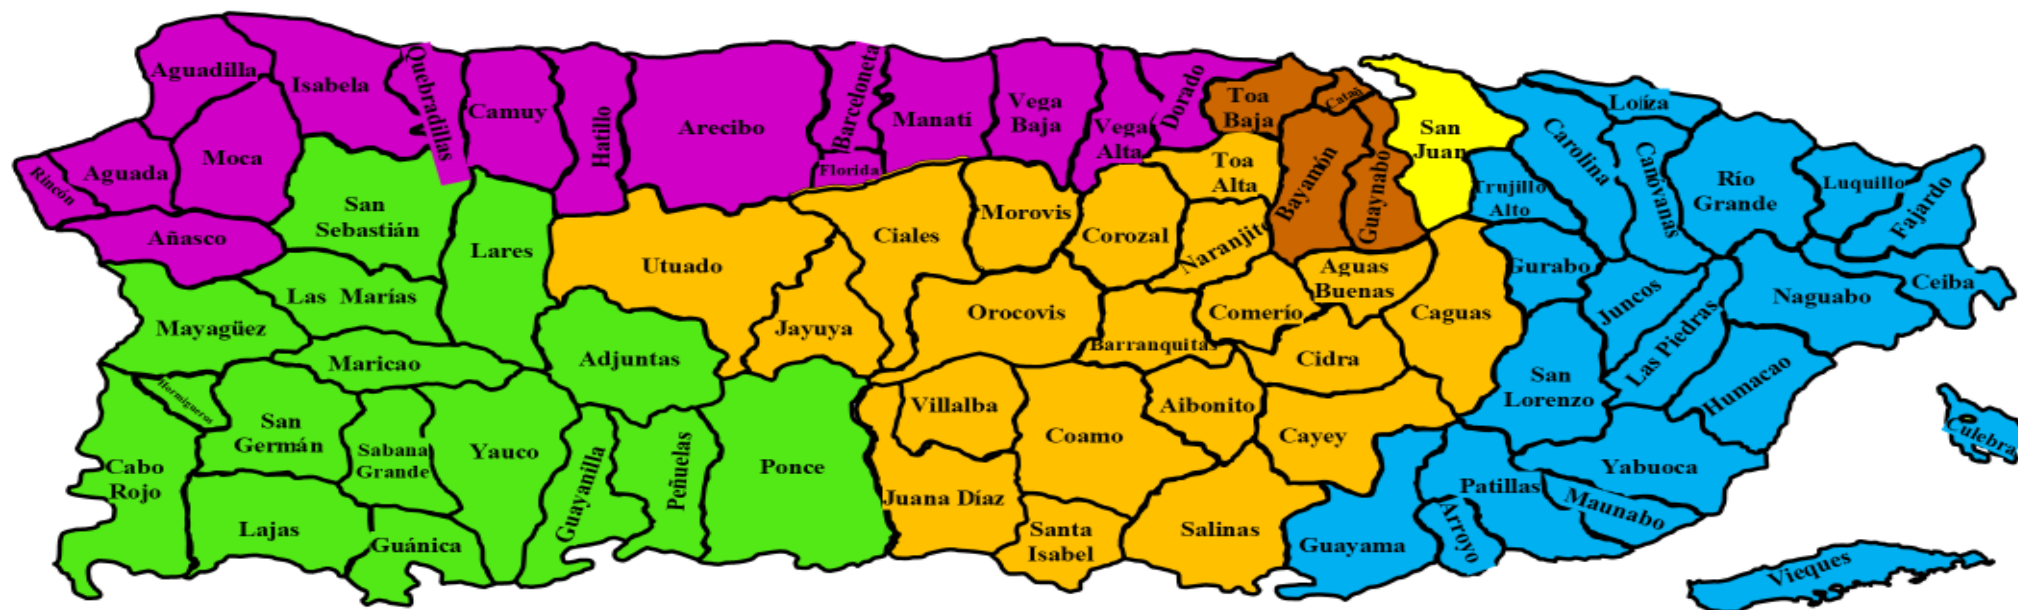 Aguadilla
Isabela
Quebradillas
Camuy
Hatillo
Arecibo
Barceloneta
Florida
Manatí
Vega
Baja
Vega
Alta
Dorado
Toa
Baja
Cataño
San
Juan
Loíza
Rincón
Aguada
Moca
Añasco
San
Sebastián
Lares
Utuado
Jayuya
Ciales
Morovis
Corozal
Toa
Alta
Naranjito
Bayamón
Guaynabo
Trujillo
Alto
Carolina
Canóvanas
Río
Grande
Luquillo
Fajardo
Ceiba
Mayagüez
Las Marías
Maricao
Adjuntas
Orocovis
Barranquitas
Comerío
Aguas
Buenas
Cidra
Caguas
Gurabo
Juncos
Las Piedras
Naguabo
Humacao
San
Lorenzo
Hormigueros
Cabo
Rojo
San
Germán
Sabana
Grande
Yauco
Guayanilla
Peñuelas
Ponce
Villalba
Juana Díaz
Coamo
Aibonito
Cayey
Santa
Isabel
Salinas
Guayama
Arroyo
Patillas
Maunabo
Yabuoca
Lajas
Guánica
Culebra
Vieques